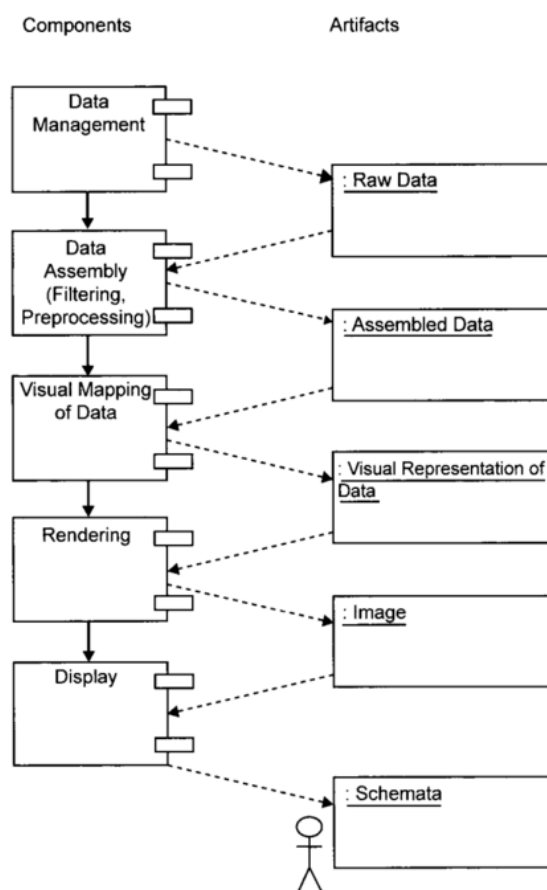 Components
Artifacts
Data
Management
: Raw Data
Data
Assembly
(Filtering,
Preprocessing)
: Assembled Data
Visual Mapping
of Data
: Visual Representation of
Data
Rendering
: Image
Display
: Schemata